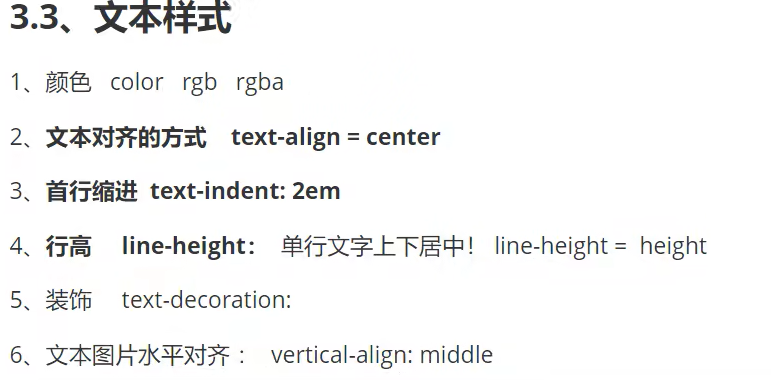 3.3、文本样式
1、颜色 color rgb rgba
2、文本对齐的方式 text-align = center
3、首行缩进 text-indent: 2em
4、行高 line-height： 单行文字上下居中！ line-height = height
5、装饰 text-decoration:
6、文本图片水平对齐： vertical-align: middle